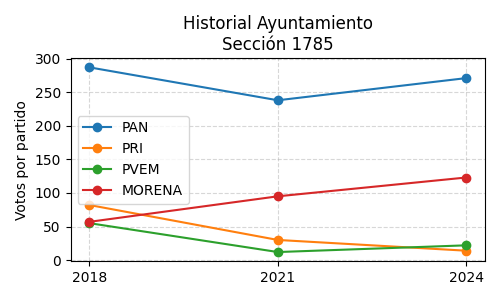 Historial Ayuntamiento
Sección 1785
Votos por partido
300
250
200
150
100
50
0
PAN
PRI
PVEM
MORENA
2018
2021
2024